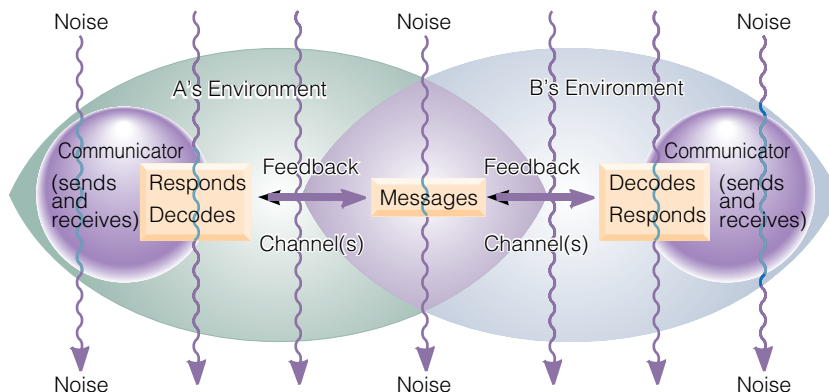 Noise
Noise
Noise
A's Environment
B's Environment
Communicator
(sends
and
receives)
Responds
Decodes
Feedback
Channel(s)
Messages
Feedback
Channel(s)
Decodes
Responds
Communicator
(sends
and
receives)
Noise
Noise
Noise